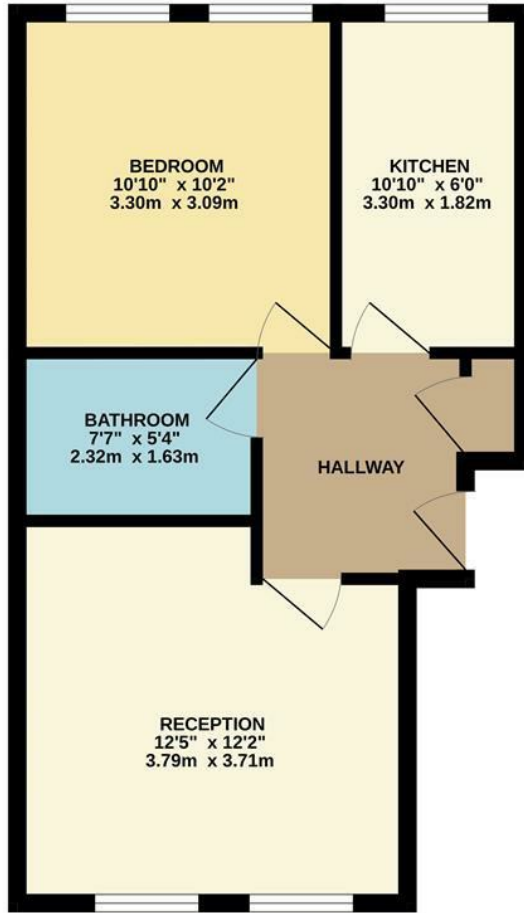 BEDROOM
10'10" x 10'2"
3.30m x 3.09m
KITCHEN
10'10" x 6'0"
3.30m x 1.82m
BATHROOM
7'7" x 5'4"
2.32m x 1.63m
HALLWAY
RECEPTION
12'5" x 12'2"
3.79m x 3.71m